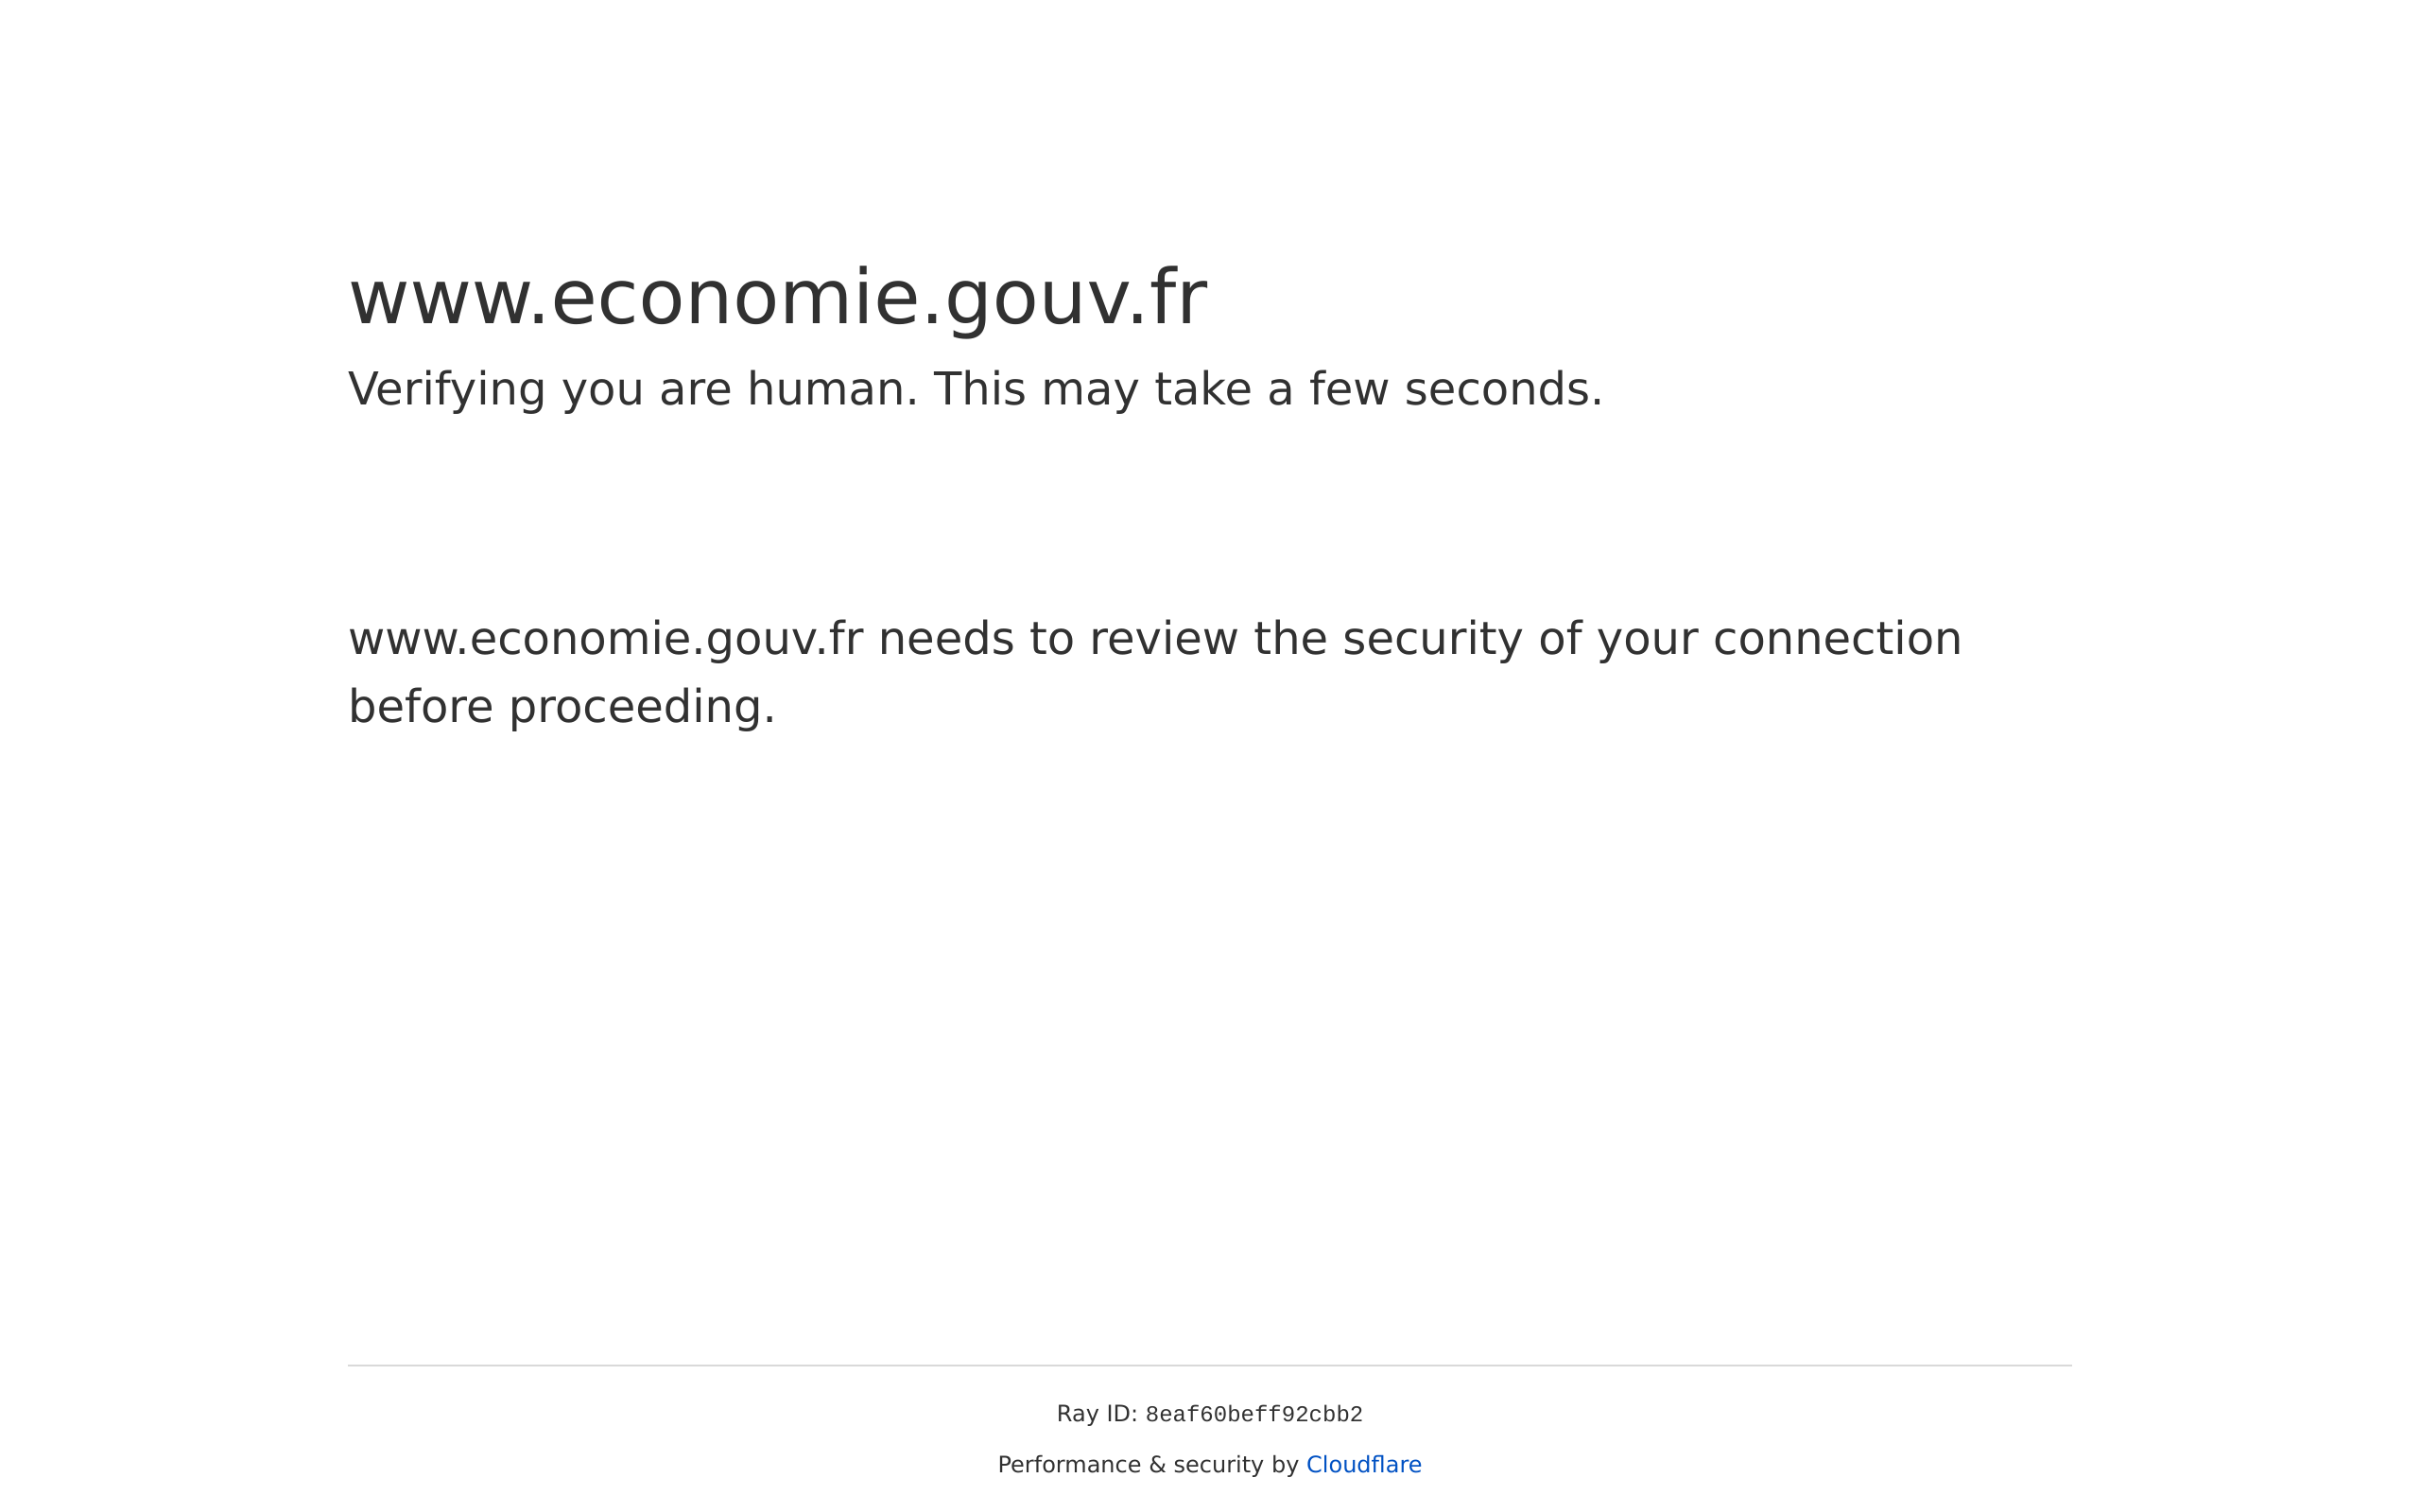 www.economie.gouv.fr
Verifying you are human. This may take a few seconds.
www.economie.gouv.fr needs to review the security of your connection
before proceeding.
Ray ID: 8eaf60beff92cbb2
Performance & security by Cloudflare